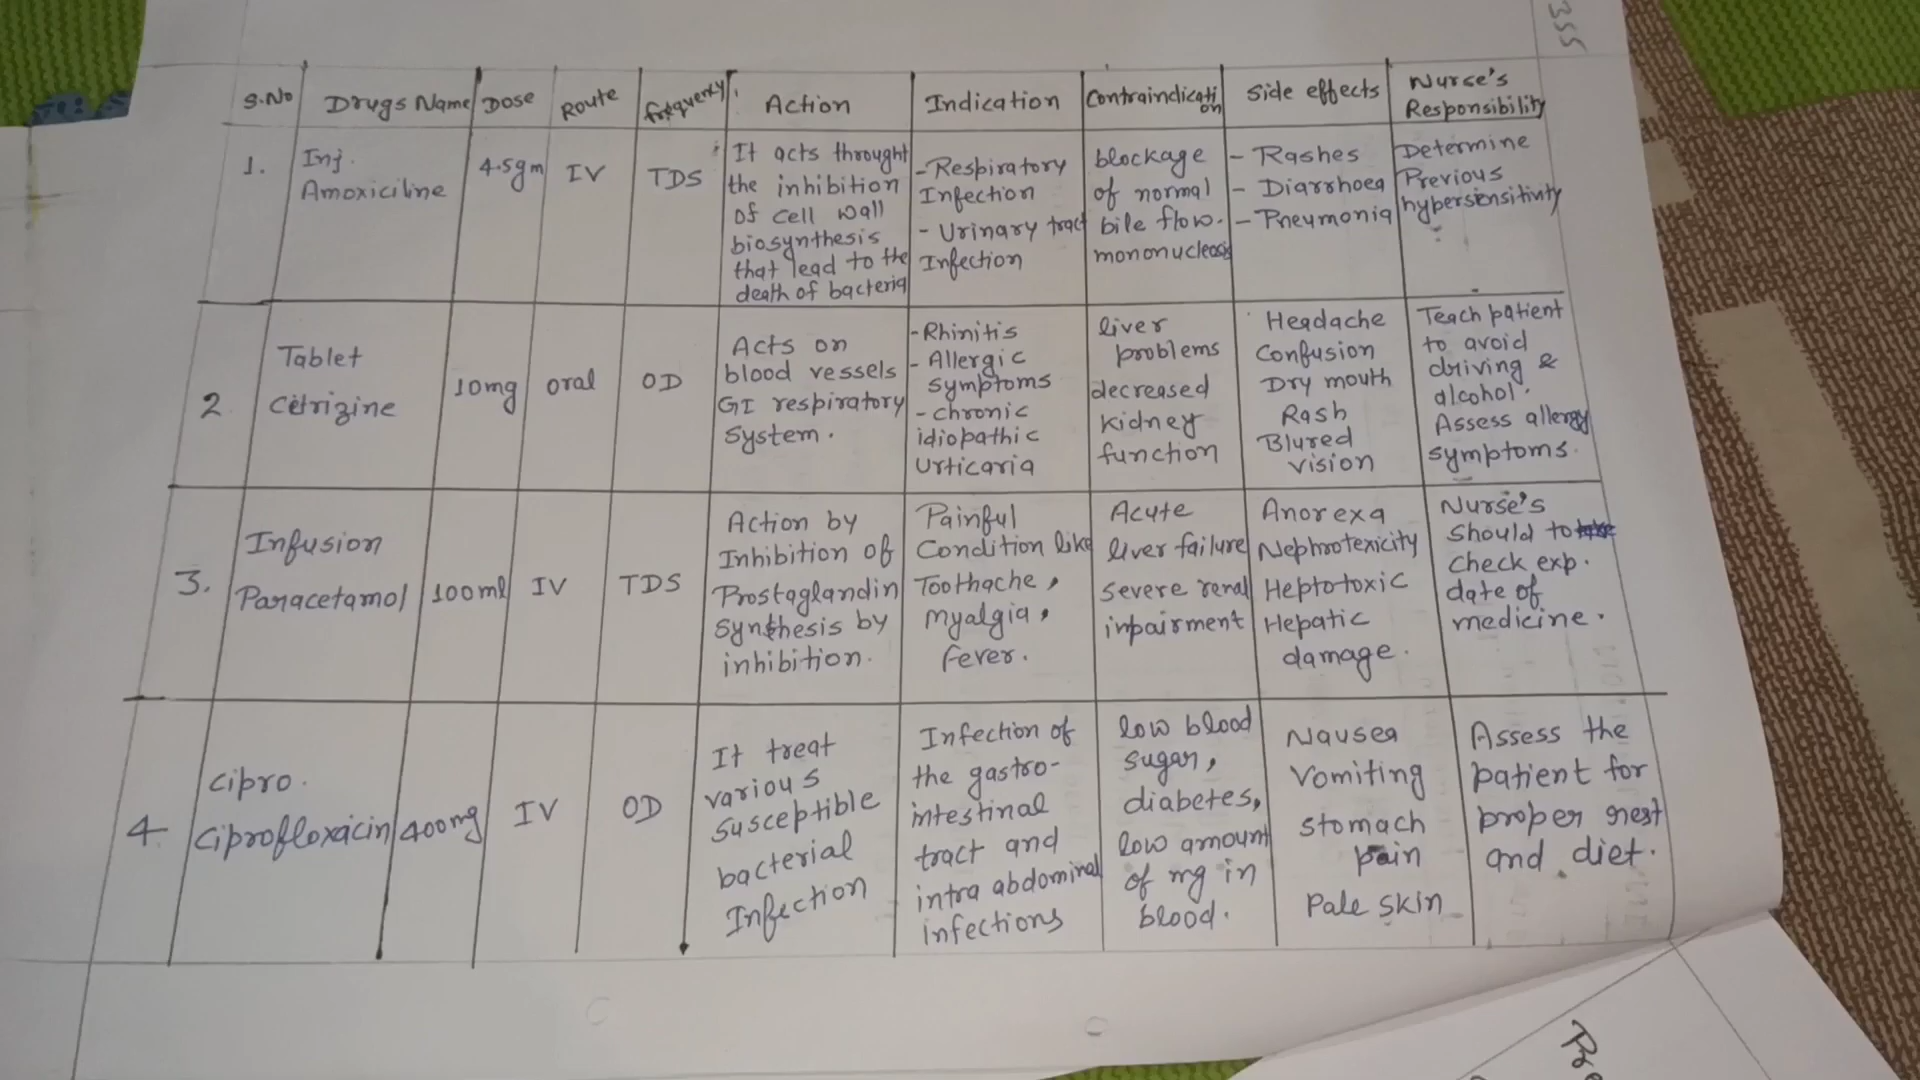 355
S.No
Drugs Name
Dose
Route
frequency
Action
Indication
Contraindicati
on
Side effects
Nurse's
Responsibility
1.
Inj.
Amoxiciline
4.5gm
IV
TDS
It acts throught
the inhibition
of cell wall
biosynthesis
that lead to the
death of bacteria
- Respiratory
Infection
- Urinary tract
Infection
blockage
of normal
bile flow.
mononucleosis
- Rashes
- Diarrhoea
- Pneumonia
Determine
Previous
hypersensitivity
2
Tablet
Cetrizine
10mg
oral
OD
Acts on
blood vessels
GI respiratory
system.
- Rhinitis
- Allergic
symptoms
- chronic
idiopathic
Urticaria
liver
problems
decreased
kidney
function
Headache
Confusion
Dry mouth
Rash
Blured
vision
Teach patient
to avoid
driving &
alcohol.
Assess allergy
symptoms.
3.
Infusion
Paracetamol
100ml
IV
TDS
Action by
Inhibition of
Prostaglandin
synthesis by
inhibition.
Painful
Condition like
Toothache,
myalgia,
fever.
Acute
liver failure
severe renal
impairment
Anorexa
Nephrotexicity
Heptotoxic
Hepatic
damage.
Nurse's
should to
check exp.
date of
medicine.
4.
Cipro.
Ciprofloxacin
400mg
IV
OD
It treat
various
susceptible
bacterial
Infection
Infection of
the gastro-
intestinal
tract and
intra abdominal
infections
low blood
sugar,
diabetes,
low amount
of mg in
blood.
Nausea
Vomiting
Stomach
pain
Pale skin
Assess the
patient for
proper rest
and diet.
Pre